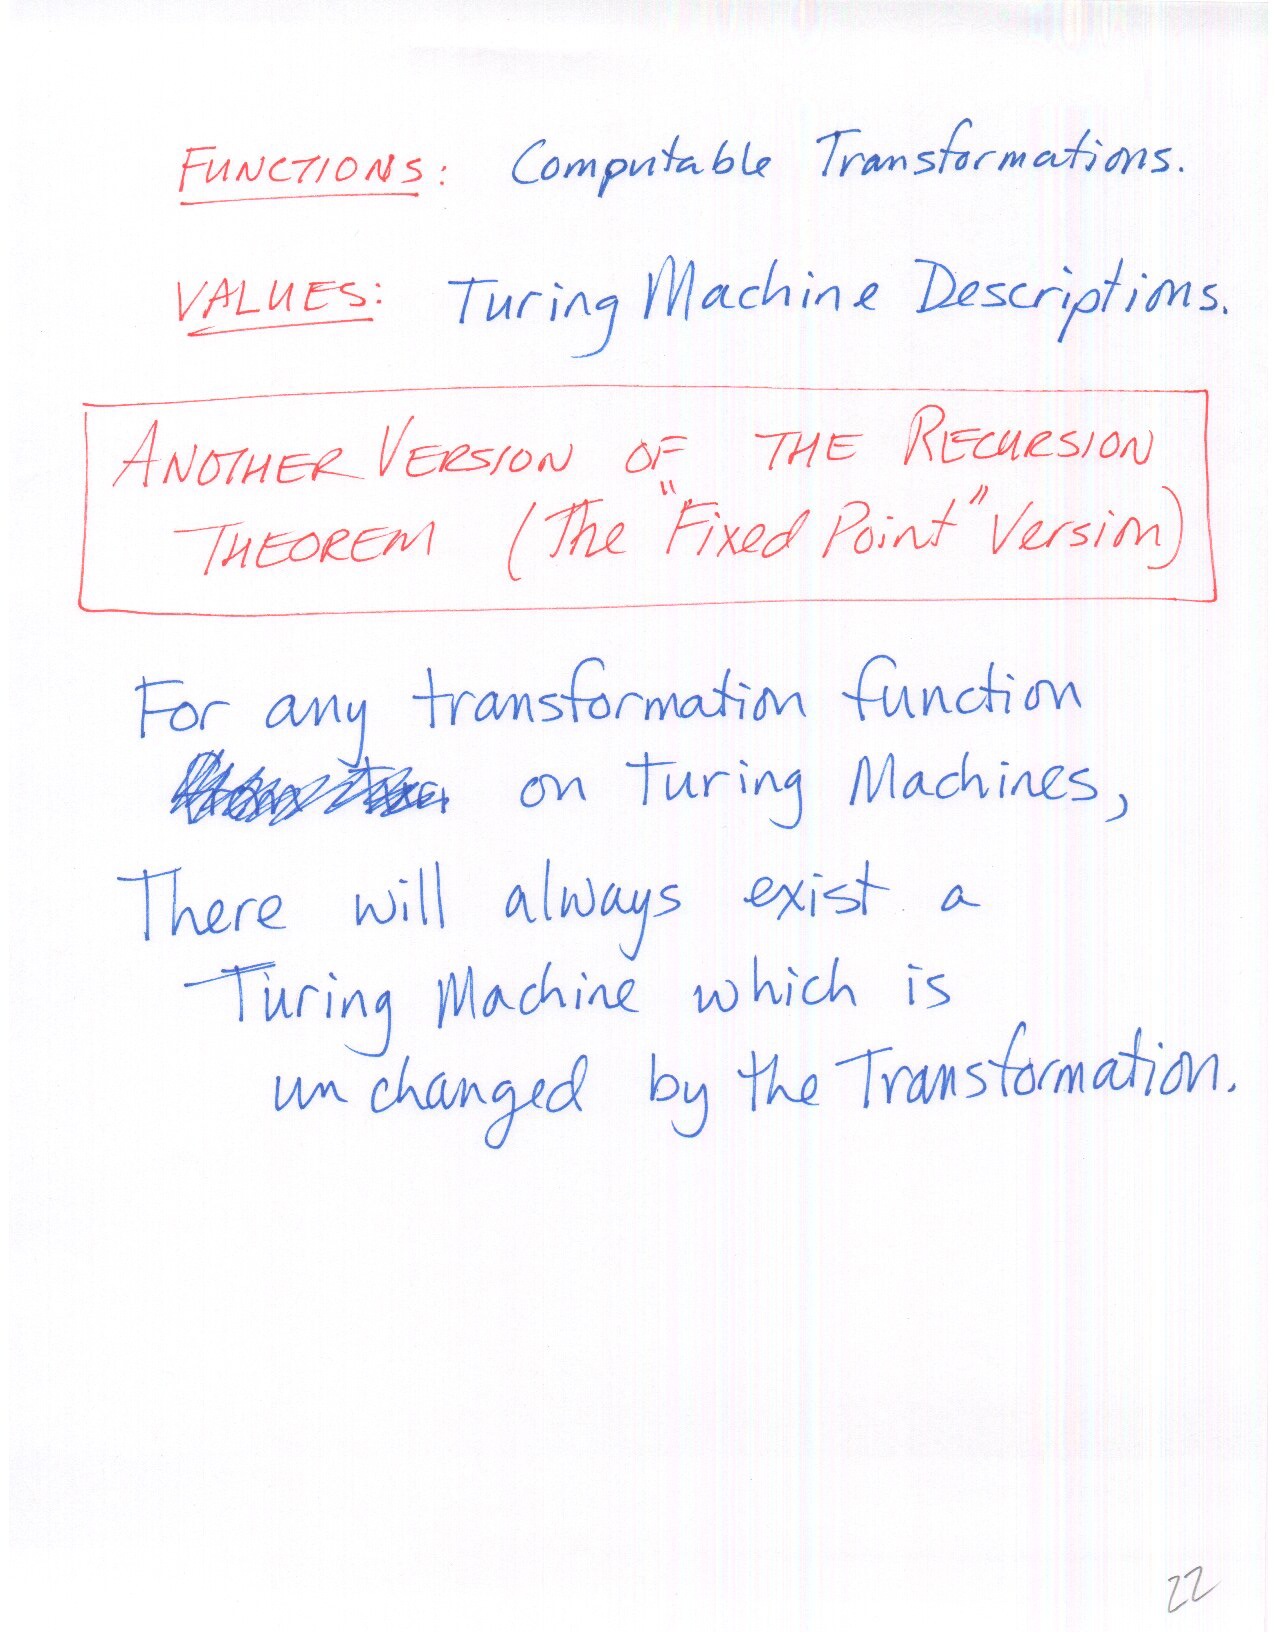 FUNCTIONS: Computable Transformations.
VALUES: Turing Machine Descriptions.
ANOTHER VERSION OF THE RECURSION
THEOREM (The "Fixed Point" Version)
For any transformation function
on Turing Machines,
There will always exist a
Turing Machine which is
unchanged by the Transformation.
22